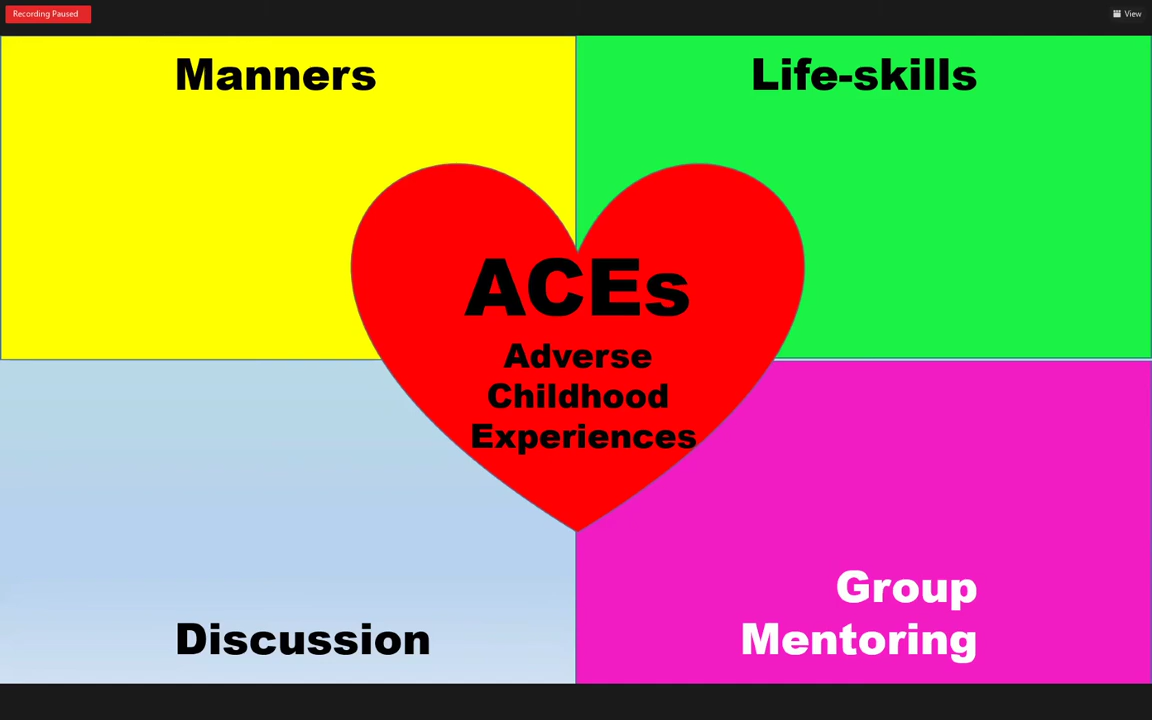 Recording Paused
View
Manners
Life-skills
ACEs
Adverse
Childhood
Experiences
Discussion
Group
Mentoring